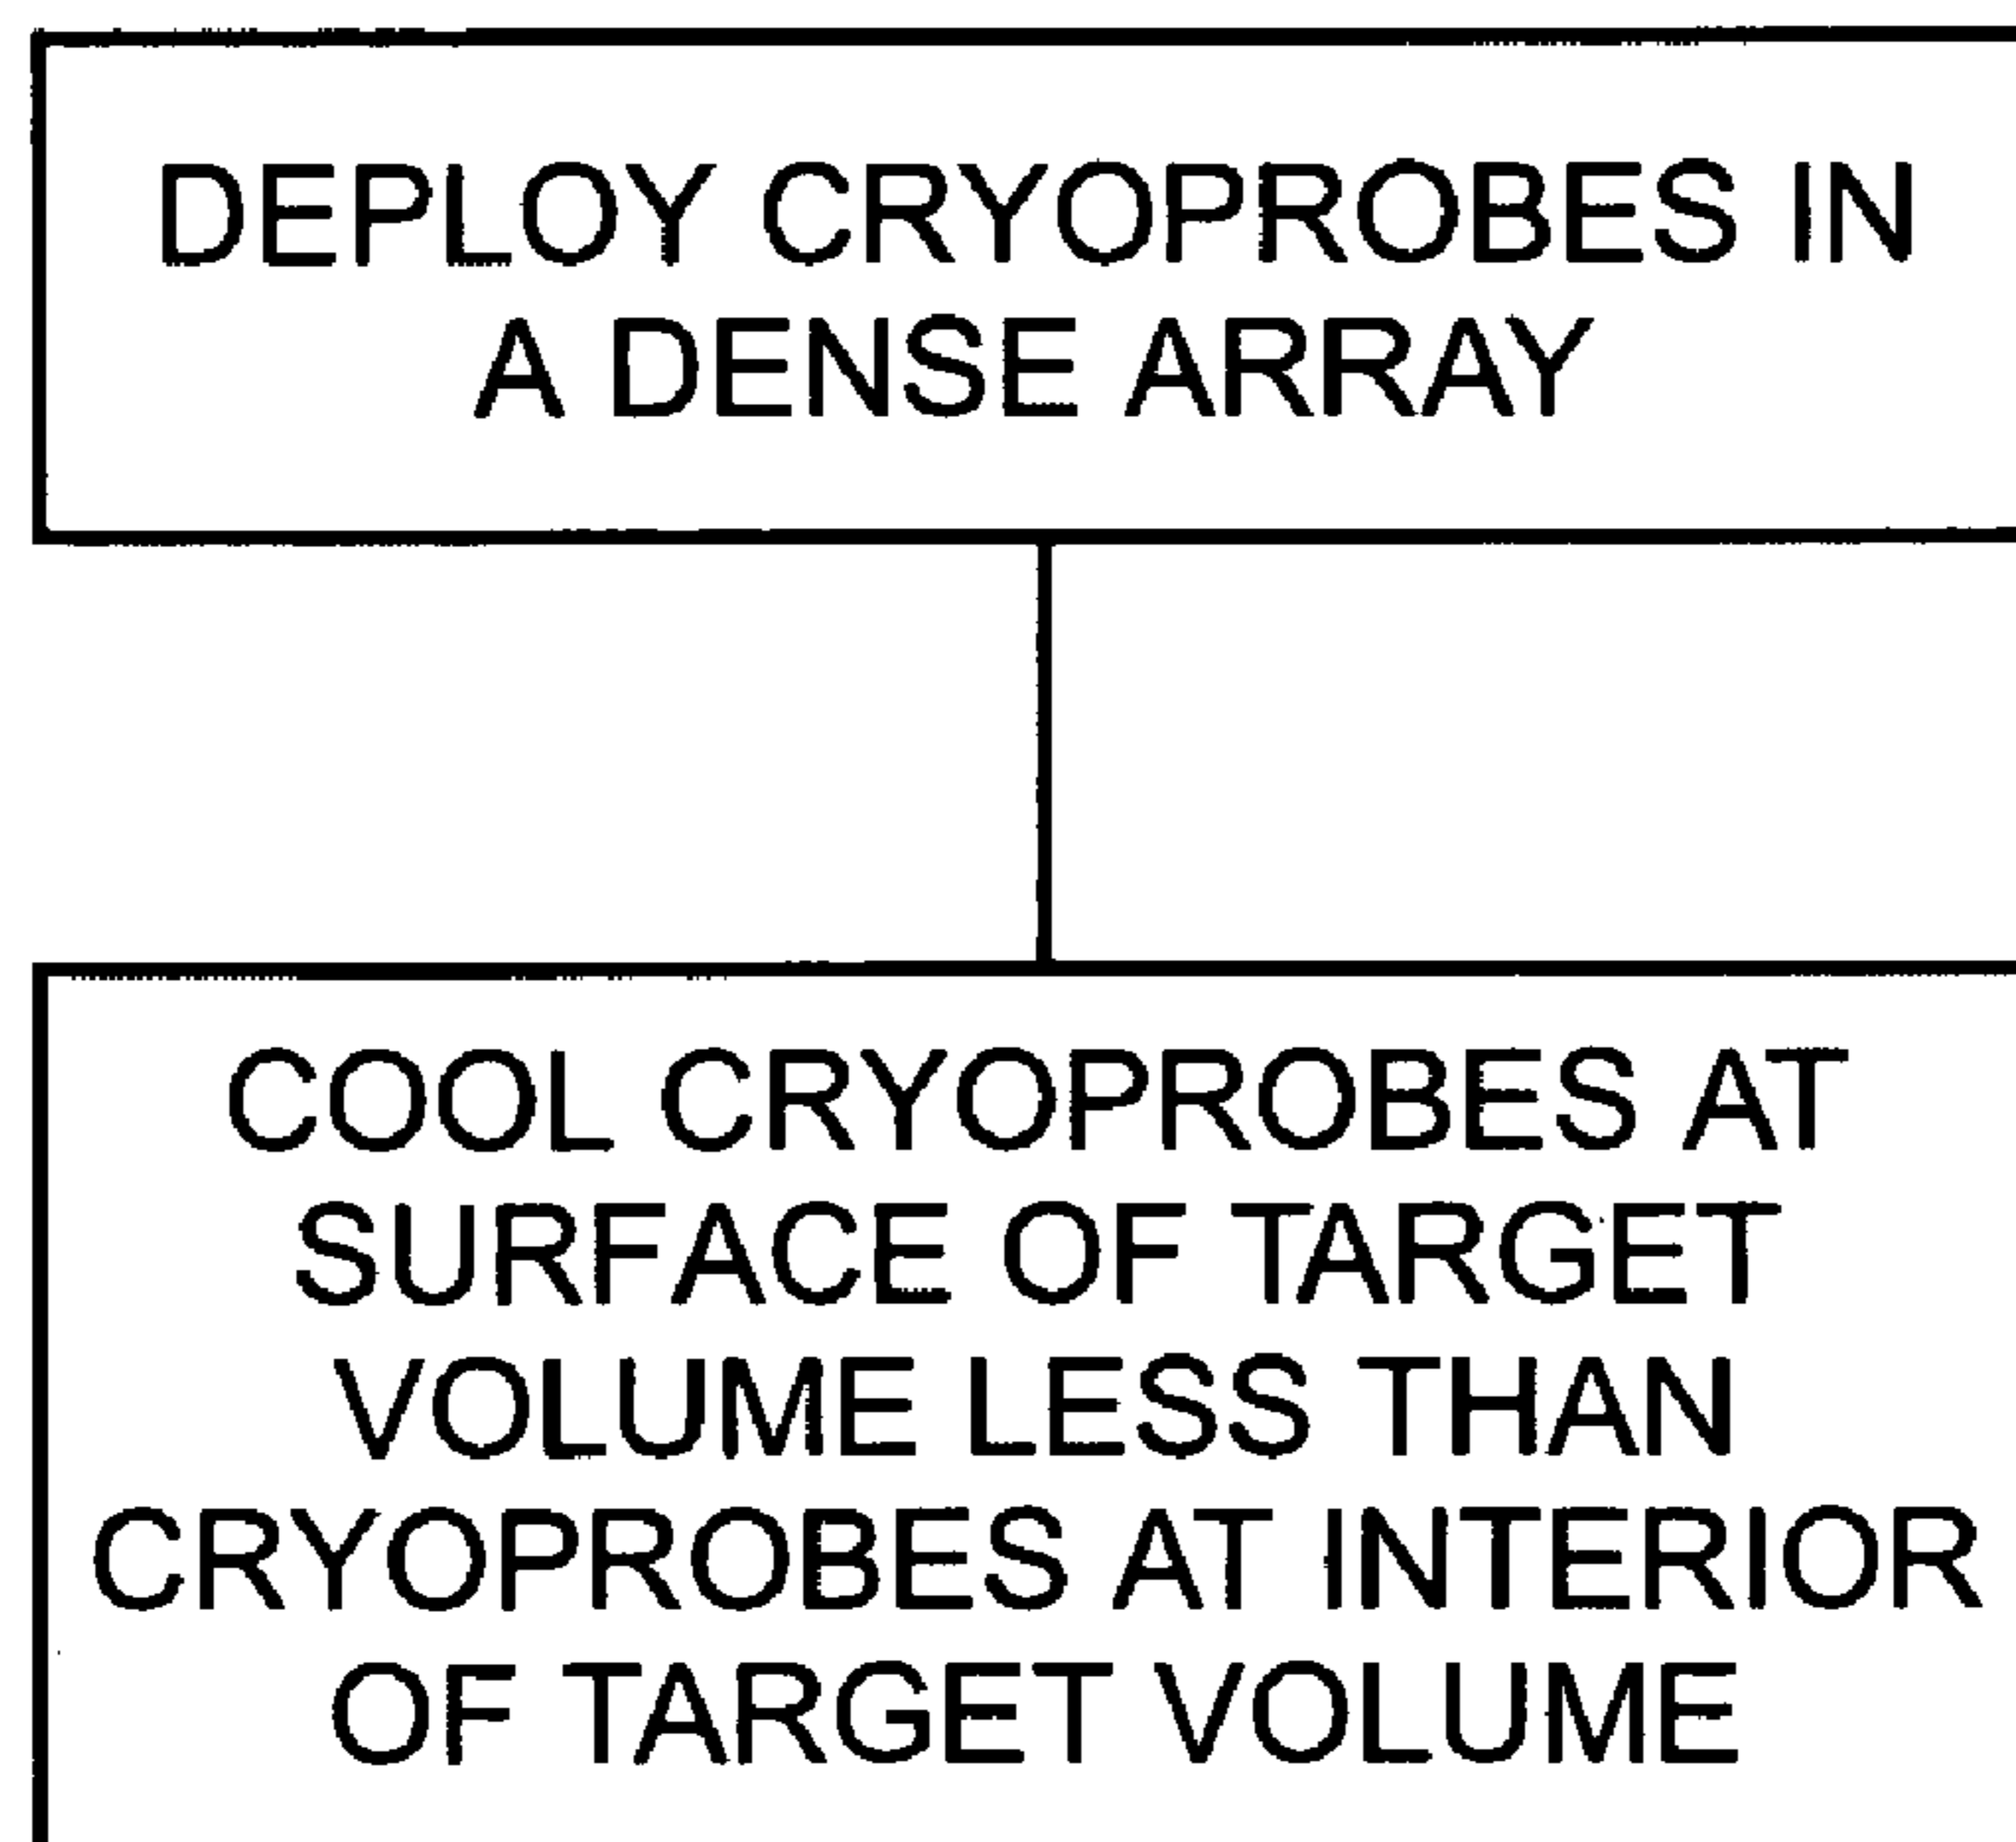 DEPLOY CRYOPROBES IN
A DENSE ARRAY
COOL CRYOPROBES AT
SURFACE OF TARGET
VOLUME LESS THAN
CRYOPROBES AT INTERIOR
OF TARGET VOLUME